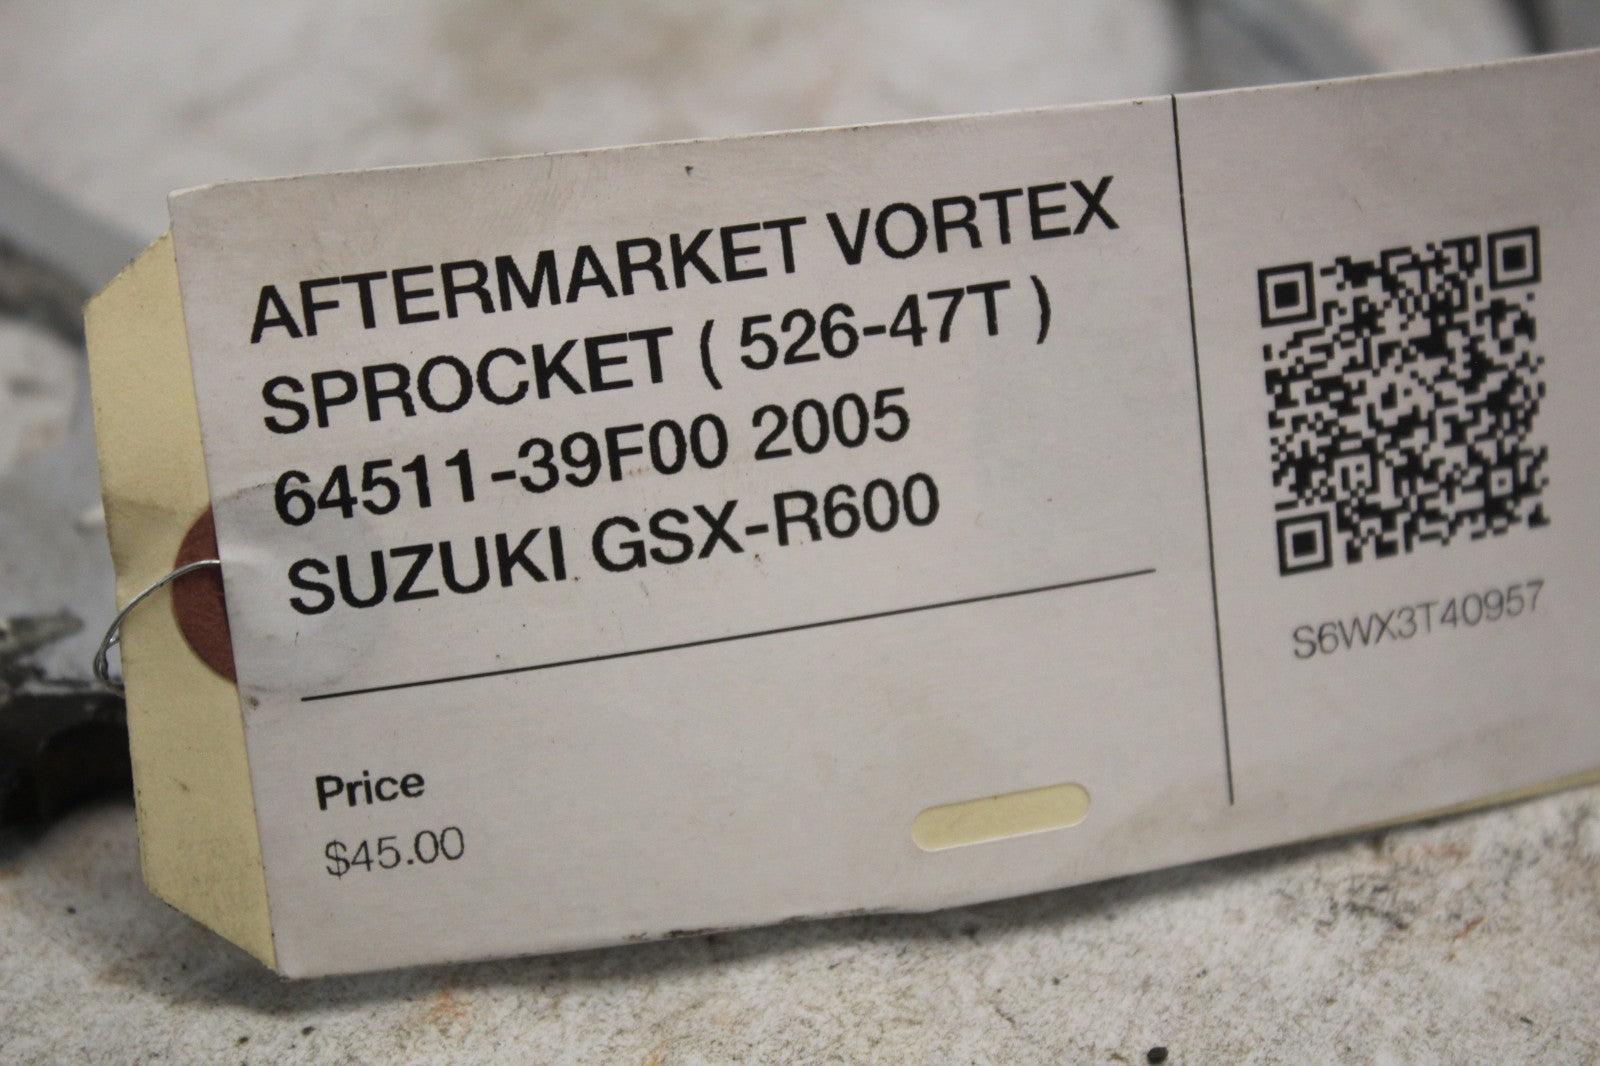 AFTERMARKET VORTEX
SPROCKET ( 526-47T )
64511-39F00 2005
SUZUKI GSX-R600
Price
$45.00
S6WX3T40957